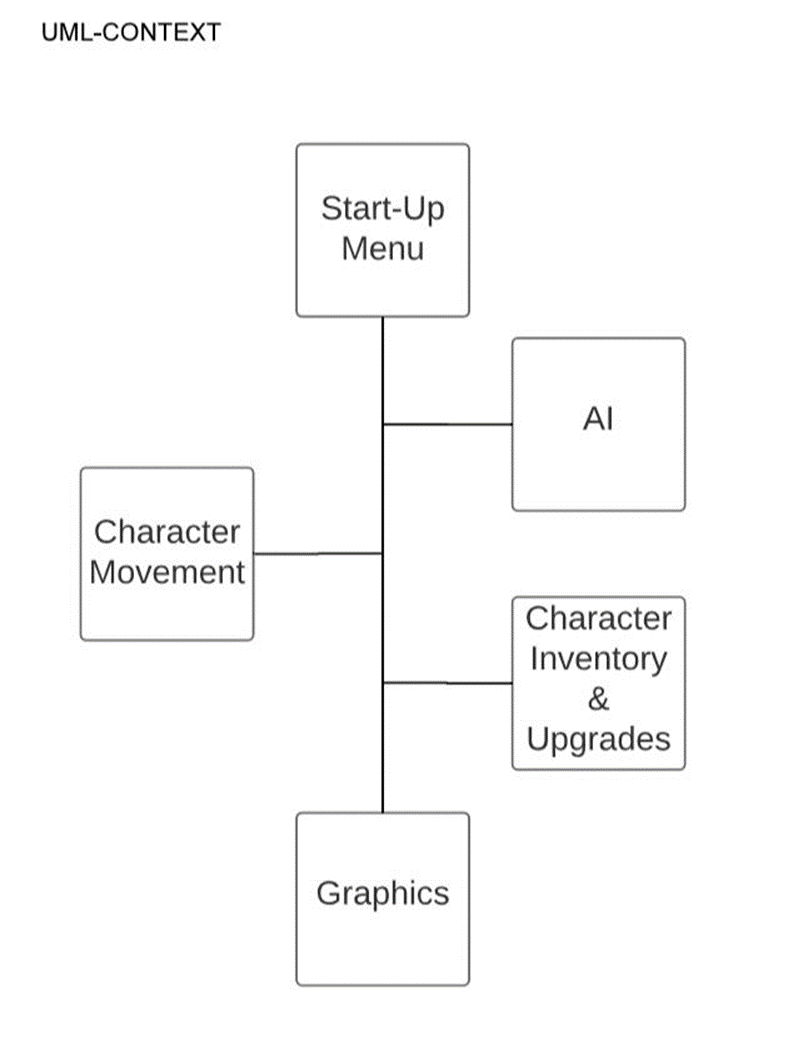 UML-CONTEXT
Start-Up
Menu
AI
Character
Movement
Character
Inventory
&
Upgrades
Graphics